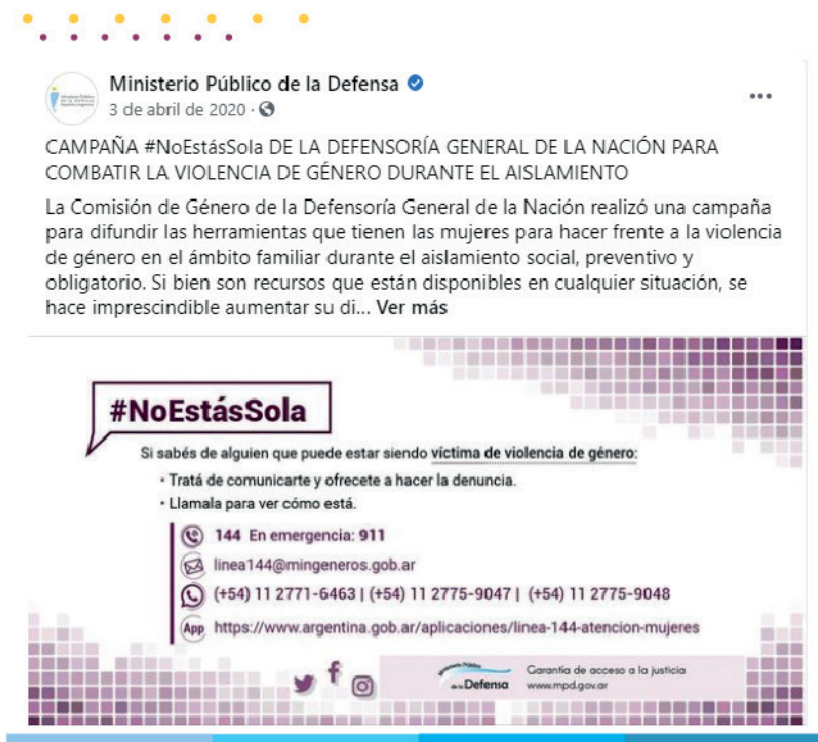 Ministerio Público de la Defensa
3 de abril de 2020 ·
CAMPAÑA #NoEstásSola DE LA DEFENSORÍA GENERAL DE LA NACIÓN PARA
COMBATIR LA VIOLENCIA DE GÉNERO DURANTE EL AISLAMIENTO
La Comisión de Género de la Defensoría General de la Nación realizó una campaña
para difundir las herramientas que tienen las mujeres para hacer frente a la violencia
de género en el ámbito familiar durante el aislamiento social, preventivo y
obligatorio. Si bien son recursos que están disponibles en cualquier situación, se
hace imprescindible aumentar su di... Ver más
#NoEstásSola
Si sabés de alguien que puede estar siendo víctima de violencia de género:
· Tratá de comunicarte y ofrecete a hacer la denuncia.
· Llamala para ver cómo está.
144 En emergencia: 911
linea144@mingeneros.gob.ar
(+54) 11 2771-6463 | (+54) 11 2775-9047 | (+54) 11 2775-9048
App https://www.argentina.gob.ar/aplicaciones/linea-144-atencion-mujeres
Ministerio Público
de la Defensa
Garantía de acceso a la justicia
www.mpd.gov.ar